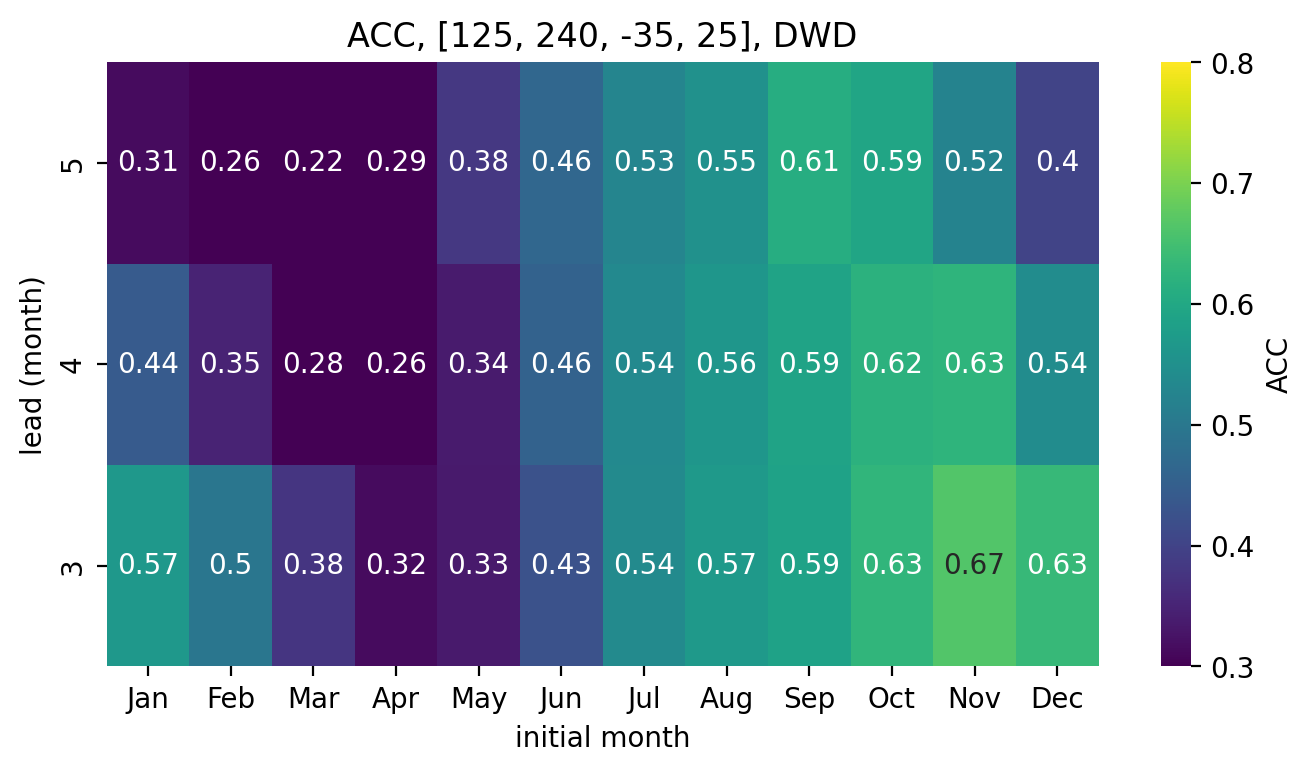 ACC, [125, 240, -35, 25], DWD
0.8
5
0.31 0.26 0.22 0.29 0.38 0.46 0.53 0.55 0.61 0.59 0.52 0.4
0.7
0.6
lead (month)
4
0.44 0.35 0.28 0.26 0.34 0.46 0.54 0.56 0.59 0.62 0.63 0.54
ACC
0.5
0.4
3
0.57 0.5 0.38 0.32 0.33 0.43 0.54 0.57 0.59 0.63 0.67 0.63
0.3
Jan Feb Mar Apr May Jun Jul Aug Sep Oct Nov Dec
initial month